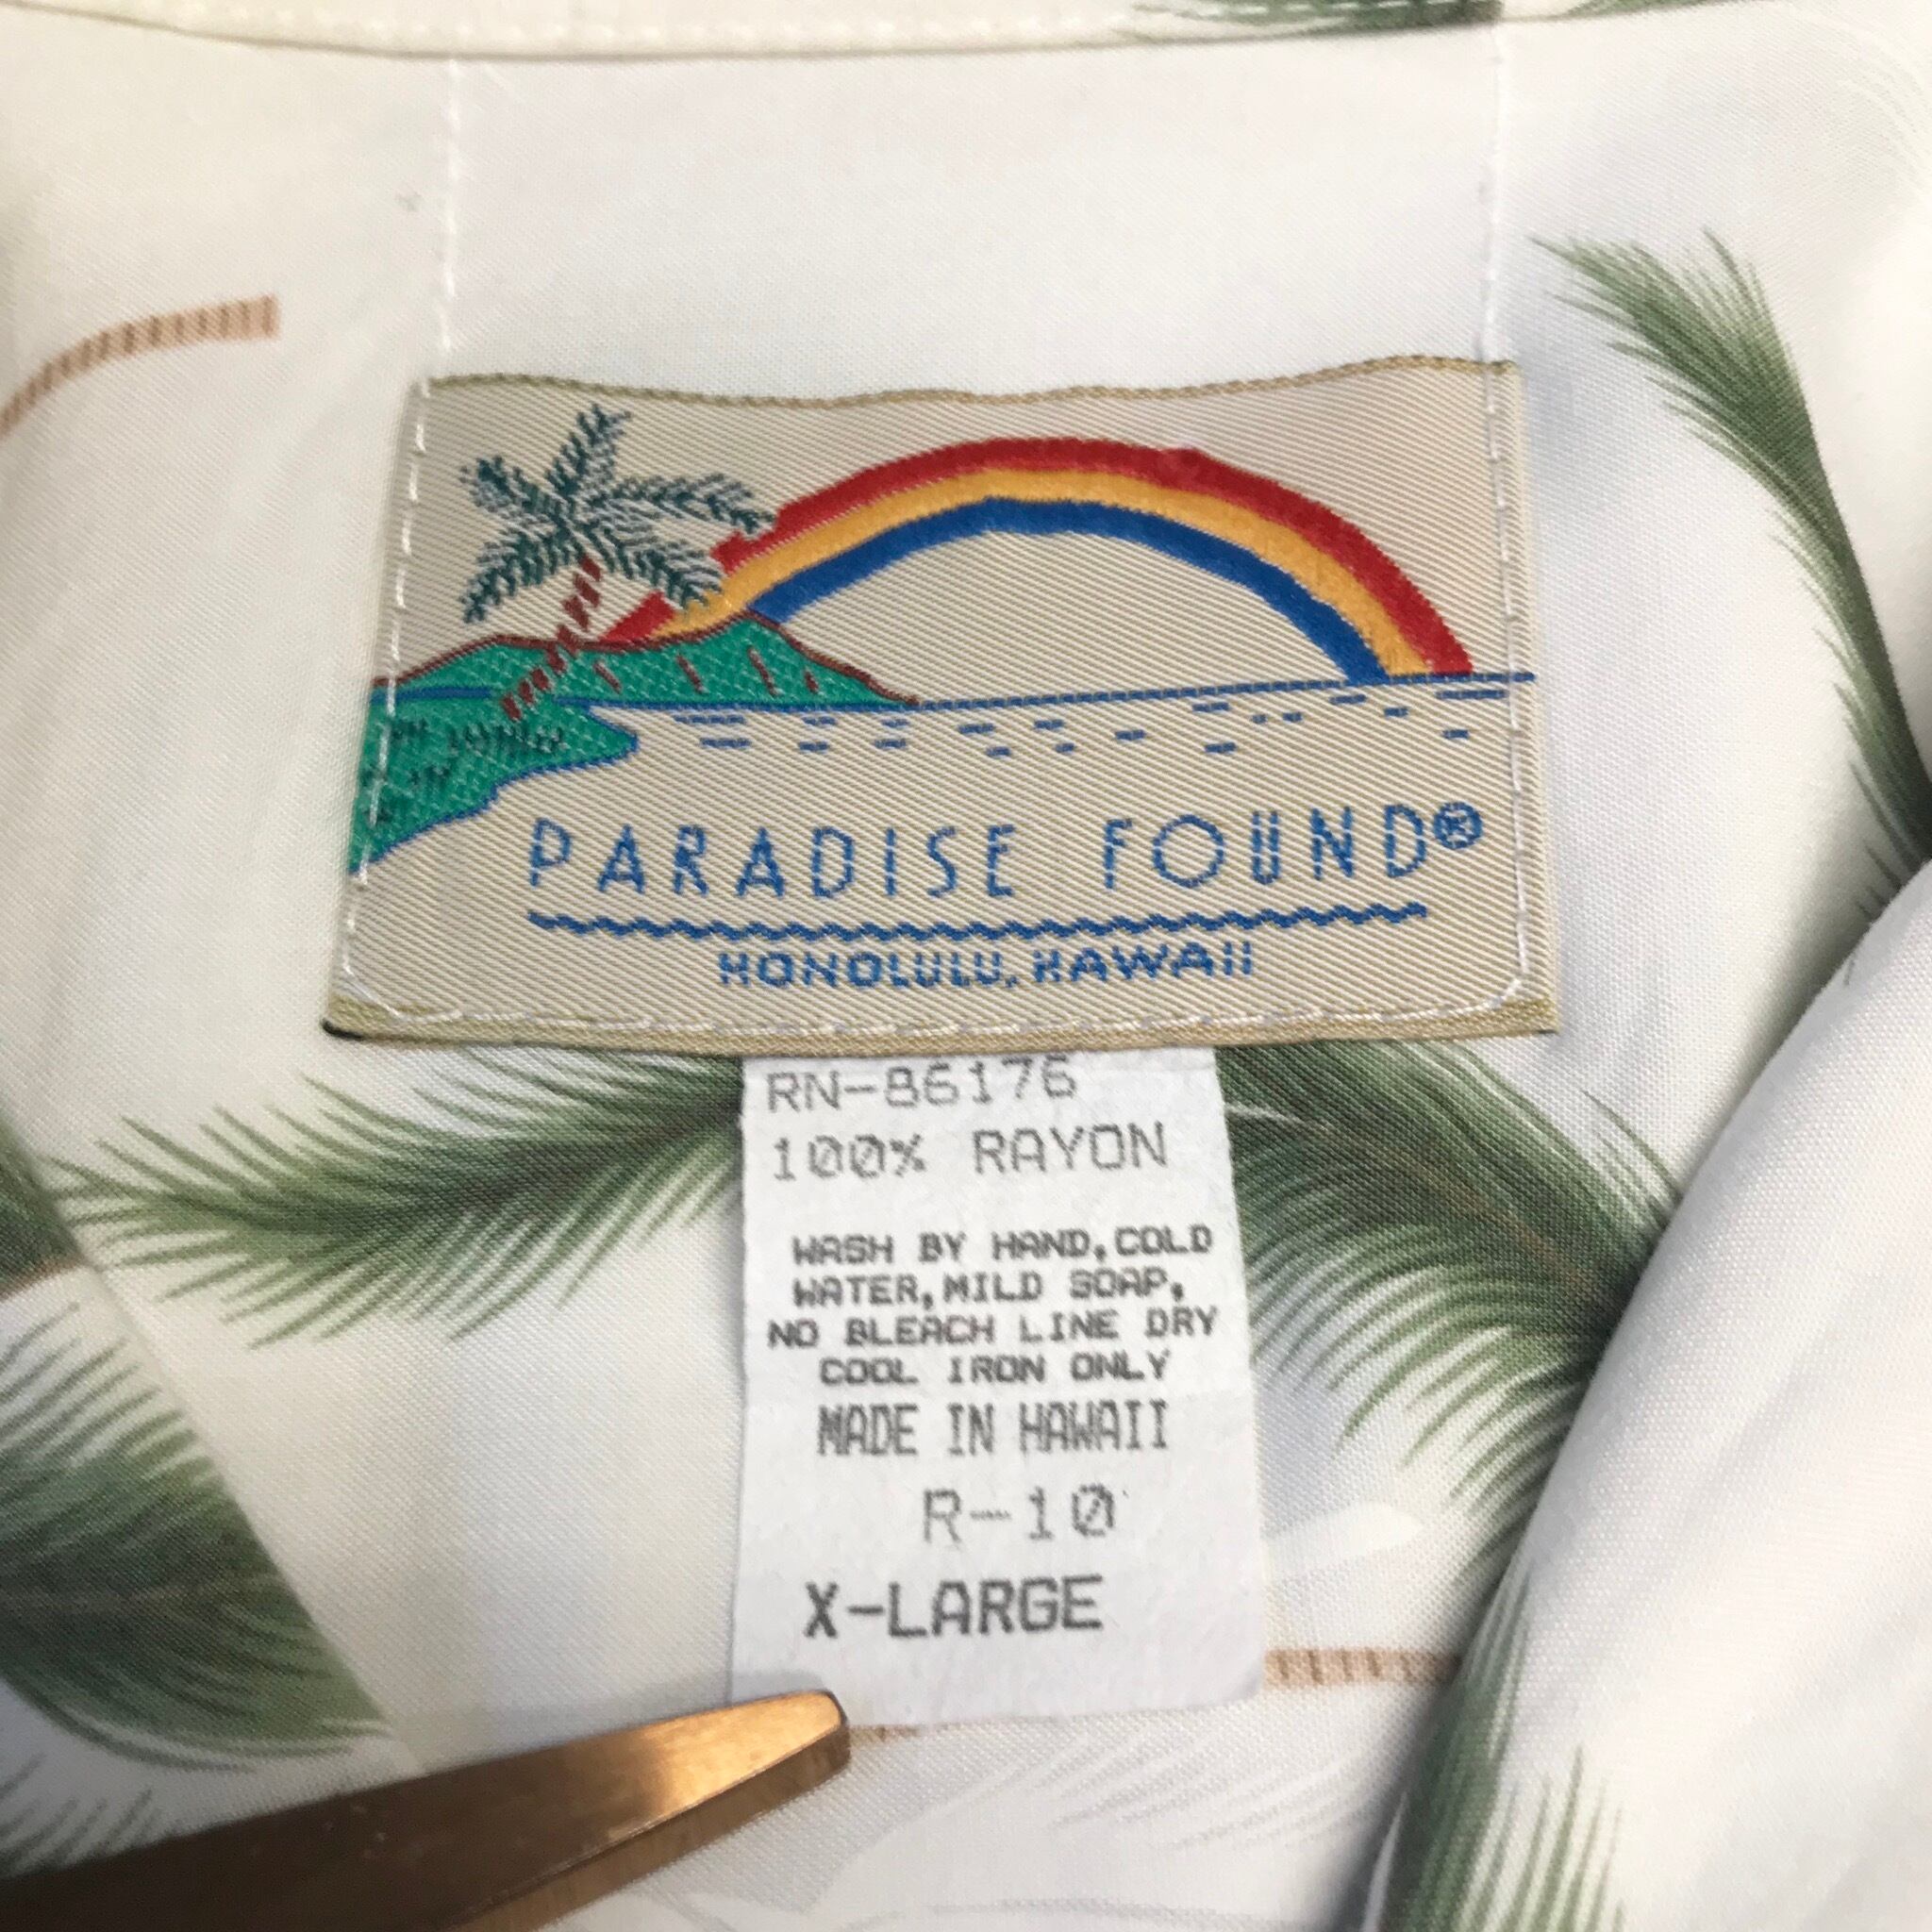 PARADISE FOUND®
HONOLULU, HAWAII
RN-86176
100% RAYON
WASH BY HAND, COLD
WATER, MILD SOAP,
NO BLEACH LINE DRY
COOL IRON ONLY
MADE IN HAWAII
R-10
X-LARGE